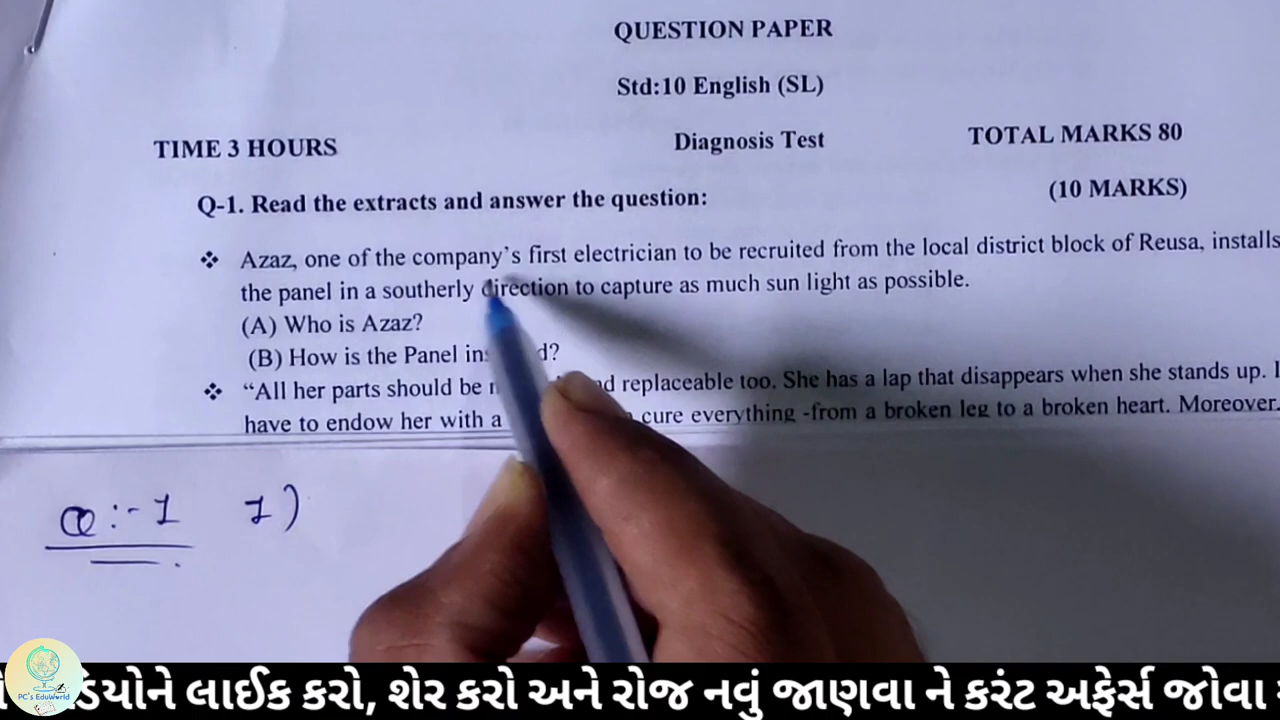 QUESTION PAPER
Std:10 English (SL)
TIME 3 HOURS Diagnosis Test TOTAL MARKS 80
Q-1. Read the extracts and answer the question: (10 MARKS)
❖ Azaz, one of the company's first electrician to be recruited from the local district block of Reusa, installs
the panel in a southerly direction to capture as much sun light as possible.
(A) Who is Azaz?
(B) How is the Panel
❖ “All her parts should be replaceable too. She has a lap that disappears when she stands up.
have to endow her with a cure everything -from a broken leg to a broken heart. Moreover.
Q :- 1 1)
PC's EduWorld
લાઈક કરો, શેર કરો અને રોજ નવું જાણવા ને કરંટ અફેર્સ જોવા